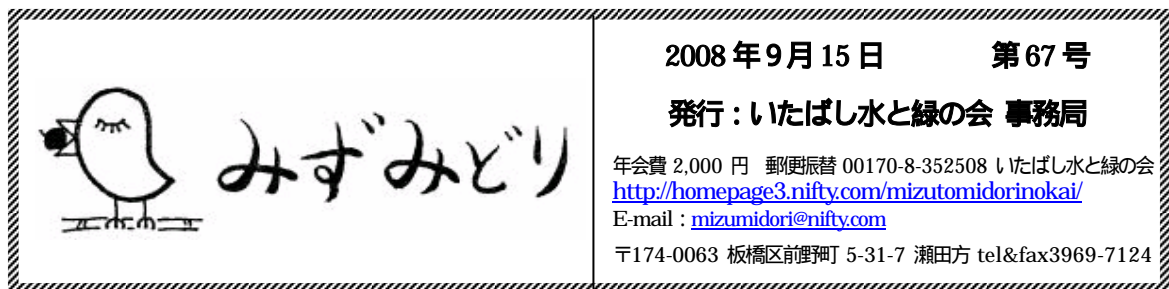 みずみどり
2008年9月15日 第67号
発行：いたばし水と緑の会 事務局
年会費 2,000 円 郵便振替 00170-8-352508 いたばし水と緑の会
http://homepage3.nifty.com/mizutomidorinokai/
E-mail：mizumidori@nifty.com
〒174-0063 板橋区前野町 5-31-7 瀬田方 tel&fax3969-7124